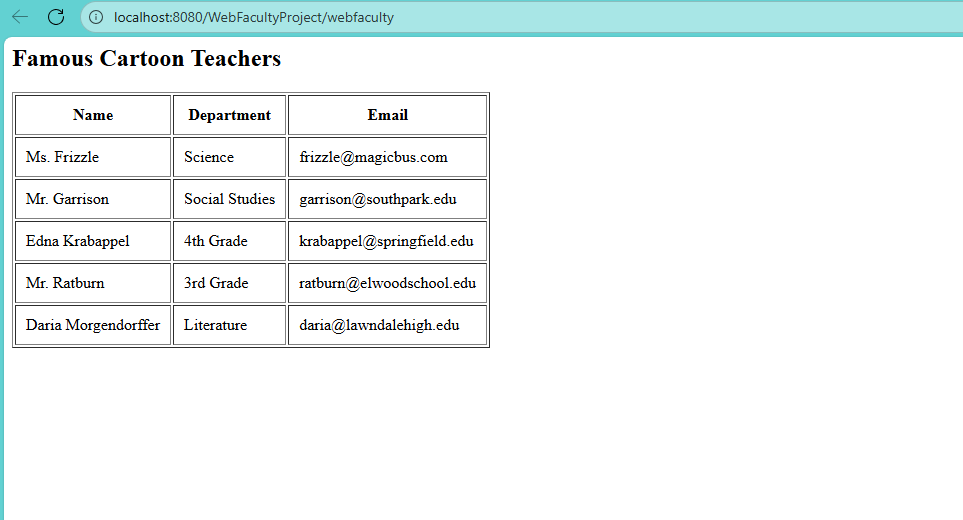 localhost:8080/WebFacultyProject/webfaculty
Famous Cartoon Teachers
Name Department Email
Ms. Frizzle Science frizzle@magicbus.com
Mr. Garrison Social Studies garrison@southpark.edu
Edna Krabappel 4th Grade krabappel@springfield.edu
Mr. Ratburn 3rd Grade ratburn@elwoodschool.edu
Daria Morgendorffer Literature daria@lawndalehigh.edu